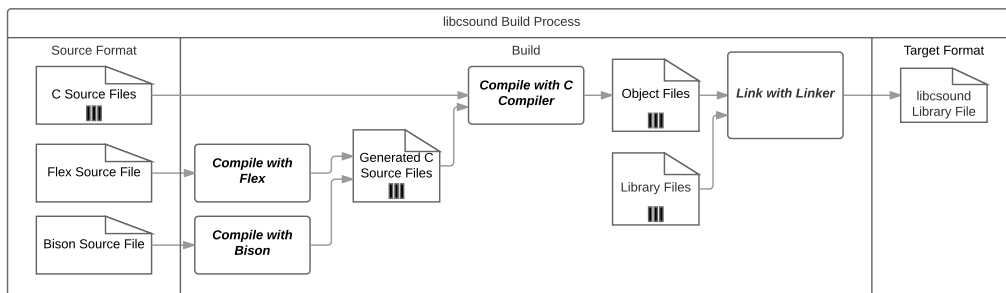 libcsound Build Process
Source Format
Build
Target Format
C Source Files
Compile with C
Compiler
Object Files
Link with Linker
libcsound
Library File
Flex Source File
Compile with
Flex
Generated C
Source Files
Library Files
Bison Source File
Compile with
Bison